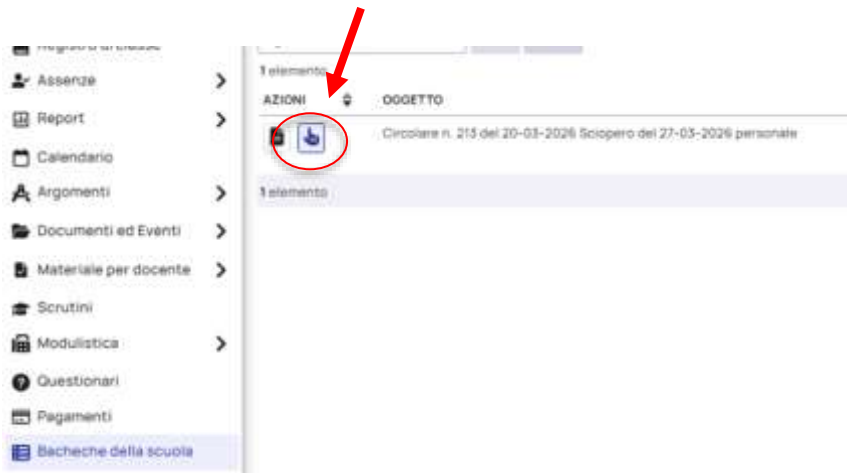 Assenze
Report
Calendario
Argomenti
Documenti ed Eventi
Materiale per docente
Scrutini
Modulistica
Questionari
Pagamenti
Bacheche della scuola
1 elemento
AZIONI OGGETTO
Circolare n. 213 del 20-03-2026 Sciopero del 27-03-2026 personale
1 elemento